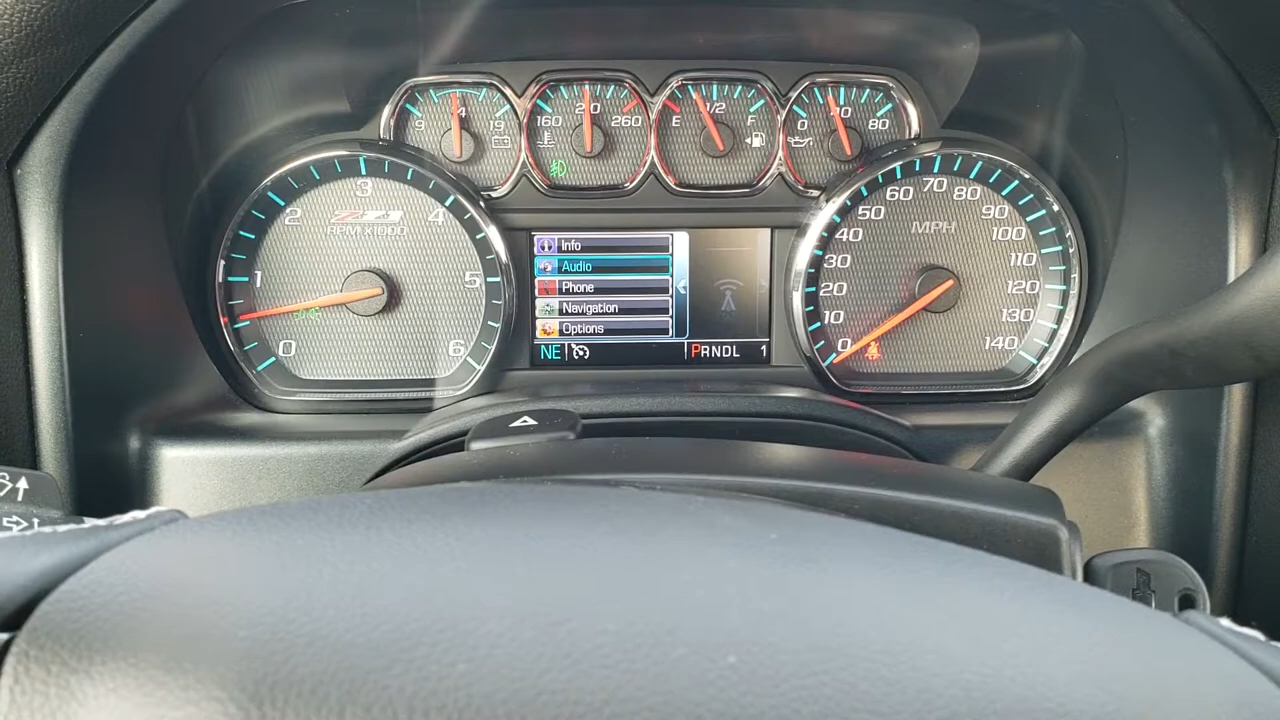 9 14 19
160 210 260
E 1/2 F
0 40 80
0 1 2 3 4 5 6
Z71
RPM X1000
Info
Audio
Phone
Navigation
Options
NE PRNDL 1
0 10 20 30 40 50 60 70 80 90 100 110 120 130 140
MPH